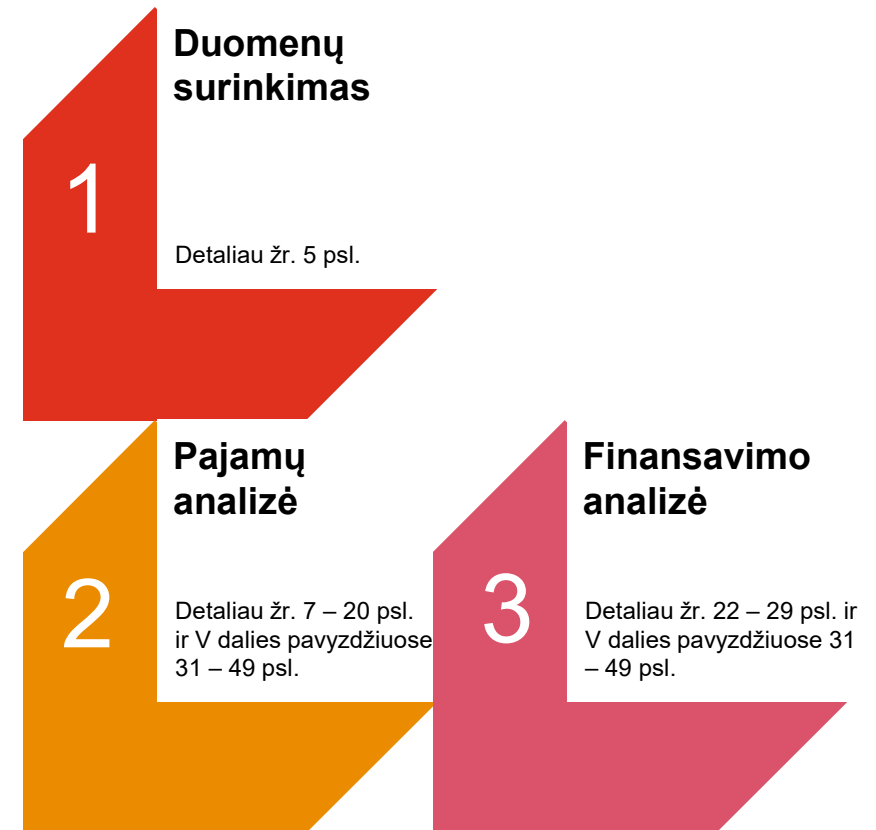 Duomenų
surinkimas
1
Detaliau žr. 5 psl.
Pajamų
analizė
2
Detaliau žr. 7 – 20 psl.
ir V dalies pavyzdžiuose
31 – 49 psl.
Finansavimo
analizė
3
Detaliau žr. 22 – 29 psl. ir
V dalies pavyzdžiuose 31
– 49 psl.